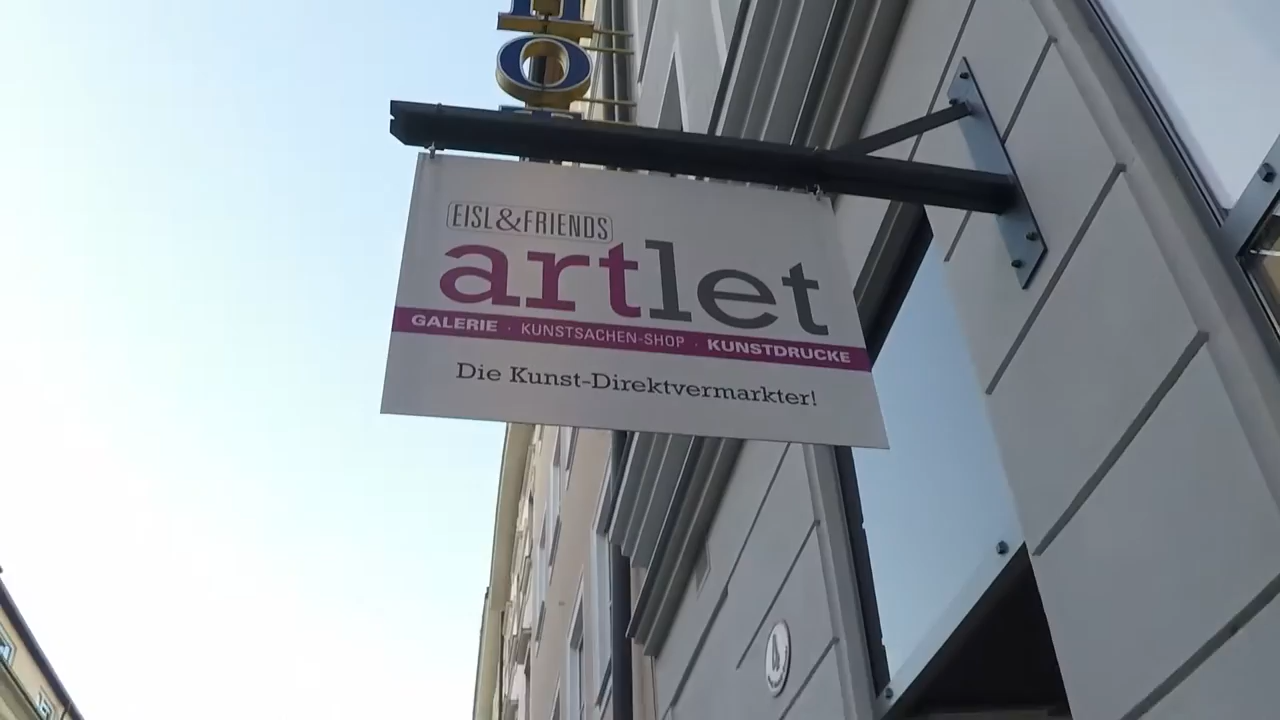 EISL&FRIENDS
artlet
GALERIE · KUNSTSACHEN-SHOP · KUNSTDRUCKE
Die Kunst-Direktvermarkter!